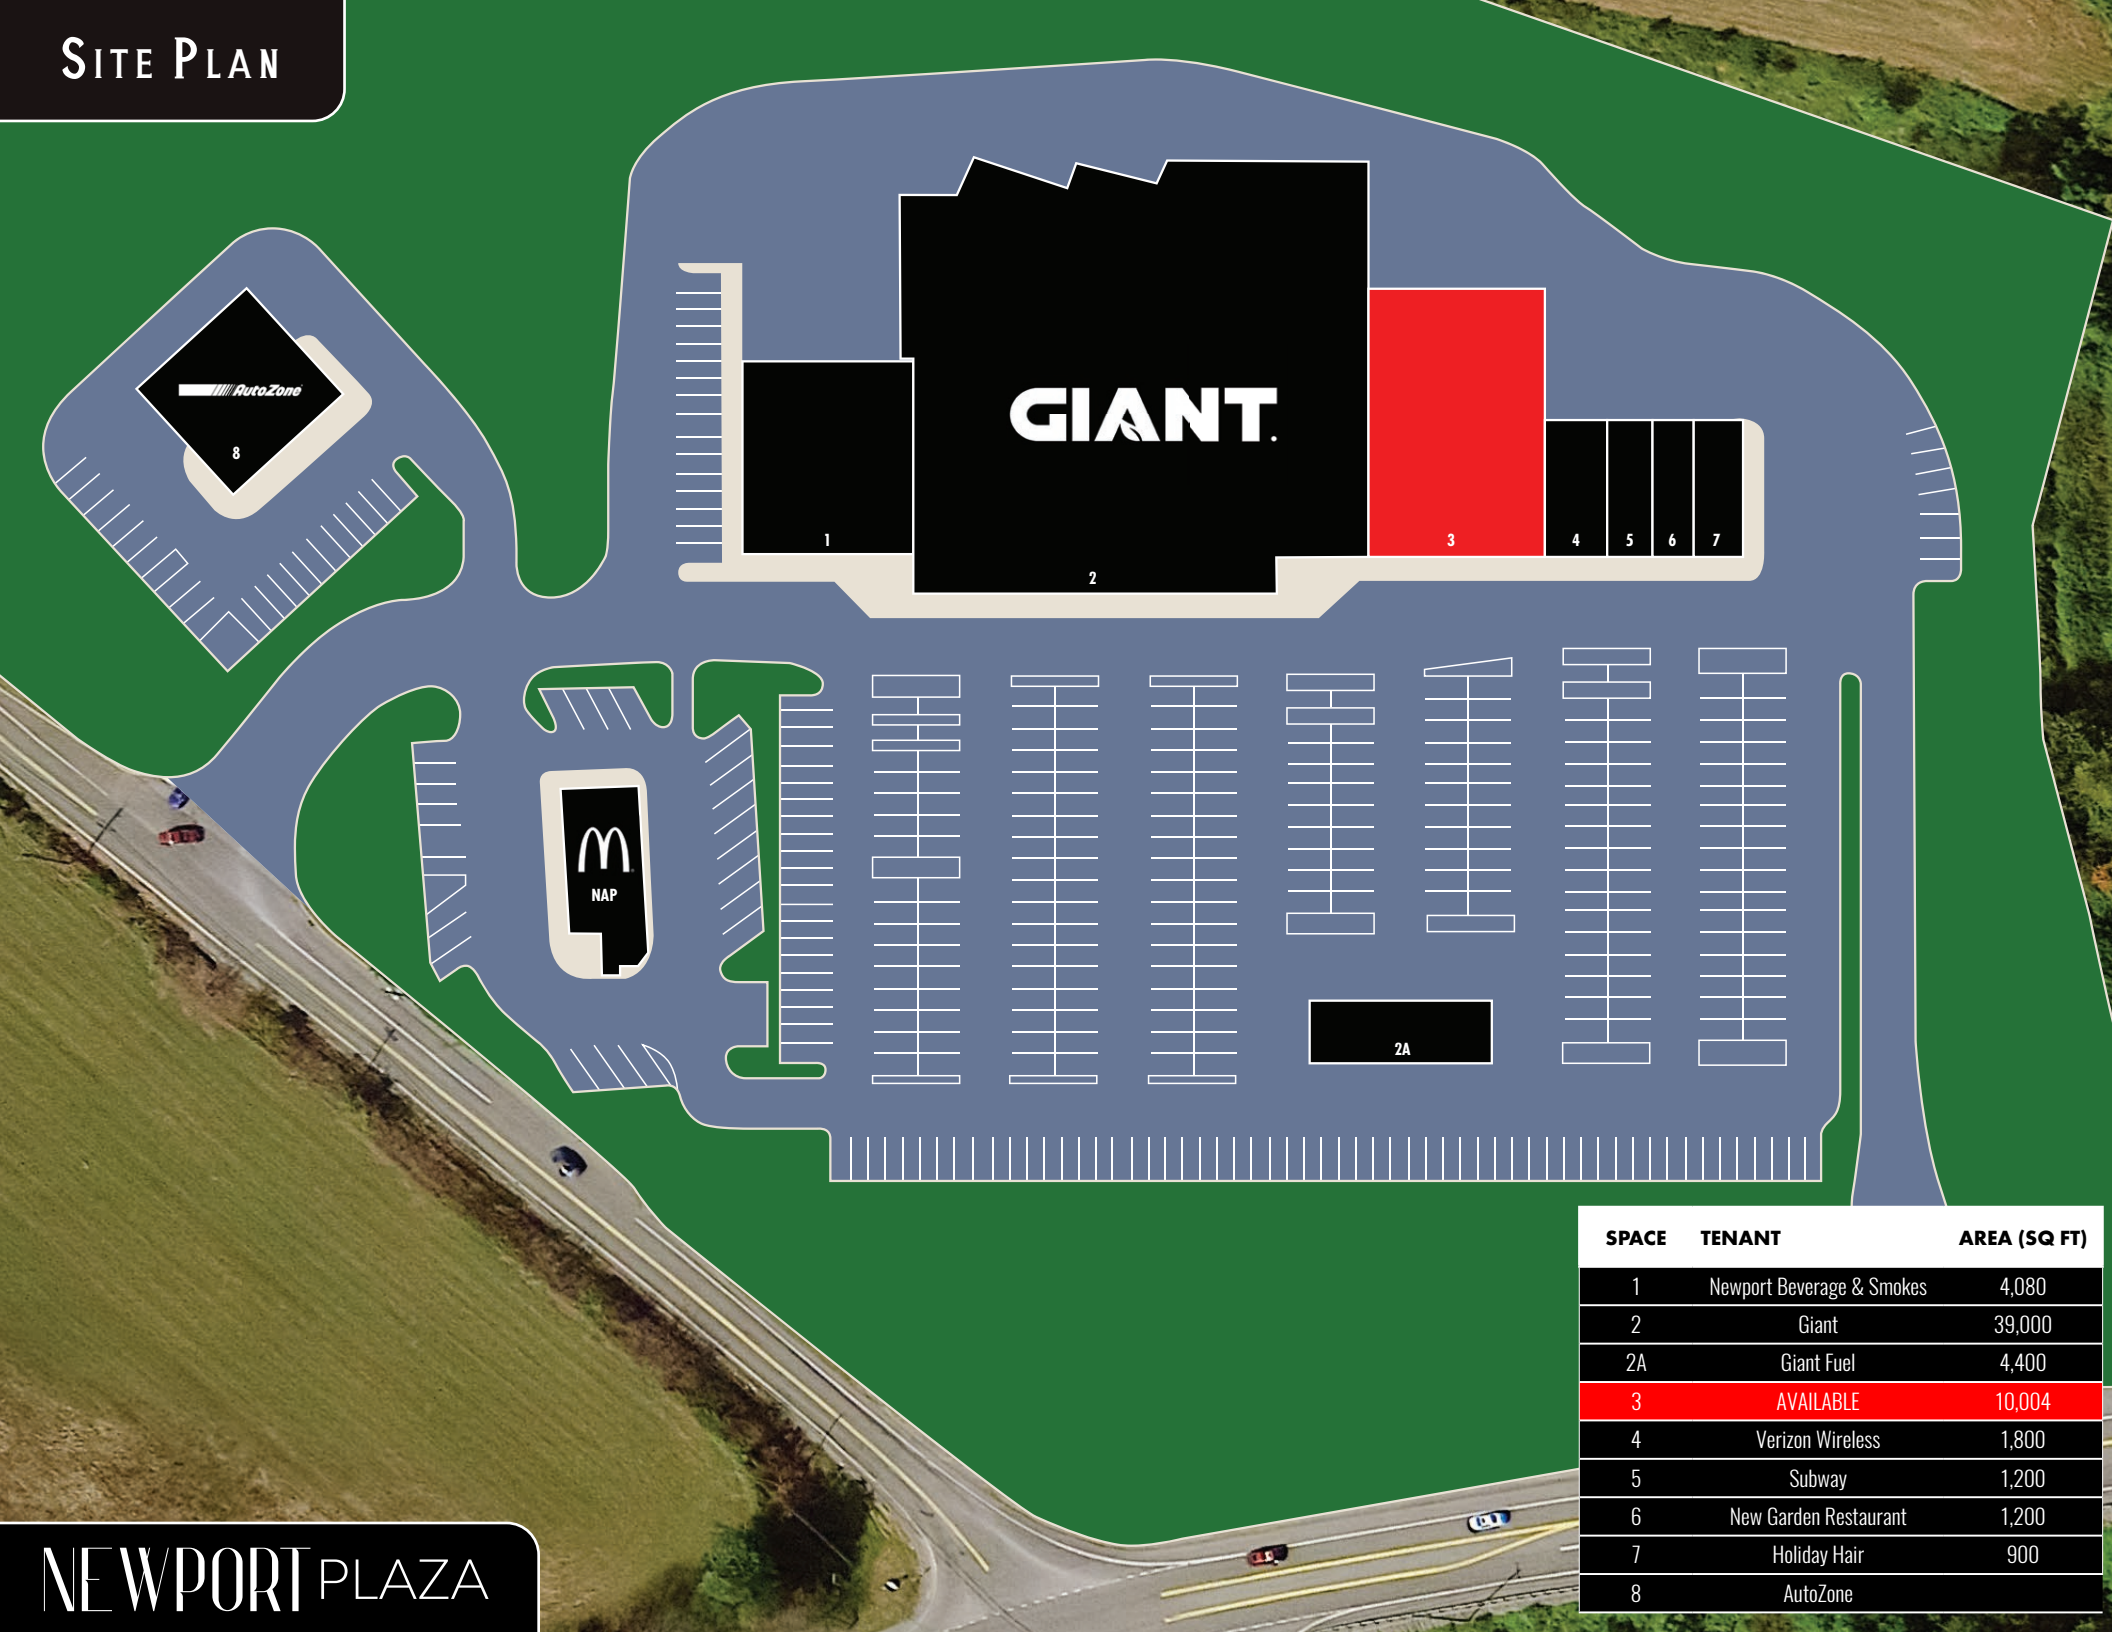 SITE PLAN
AutoZone
8
GIANT.
1
2
3
4
5
6
7
NAP
2A
SPACE TENANT AREA (SQ FT)
1 Newport Beverage & Smokes 4,080
2 Giant 39,000
2A Giant Fuel 4,400
3 AVAILABLE 10,004
4 Verizon Wireless 1,800
5 Subway 1,200
6 New Garden Restaurant 1,200
7 Holiday Hair 900
8 AutoZone
NEWPORT PLAZA